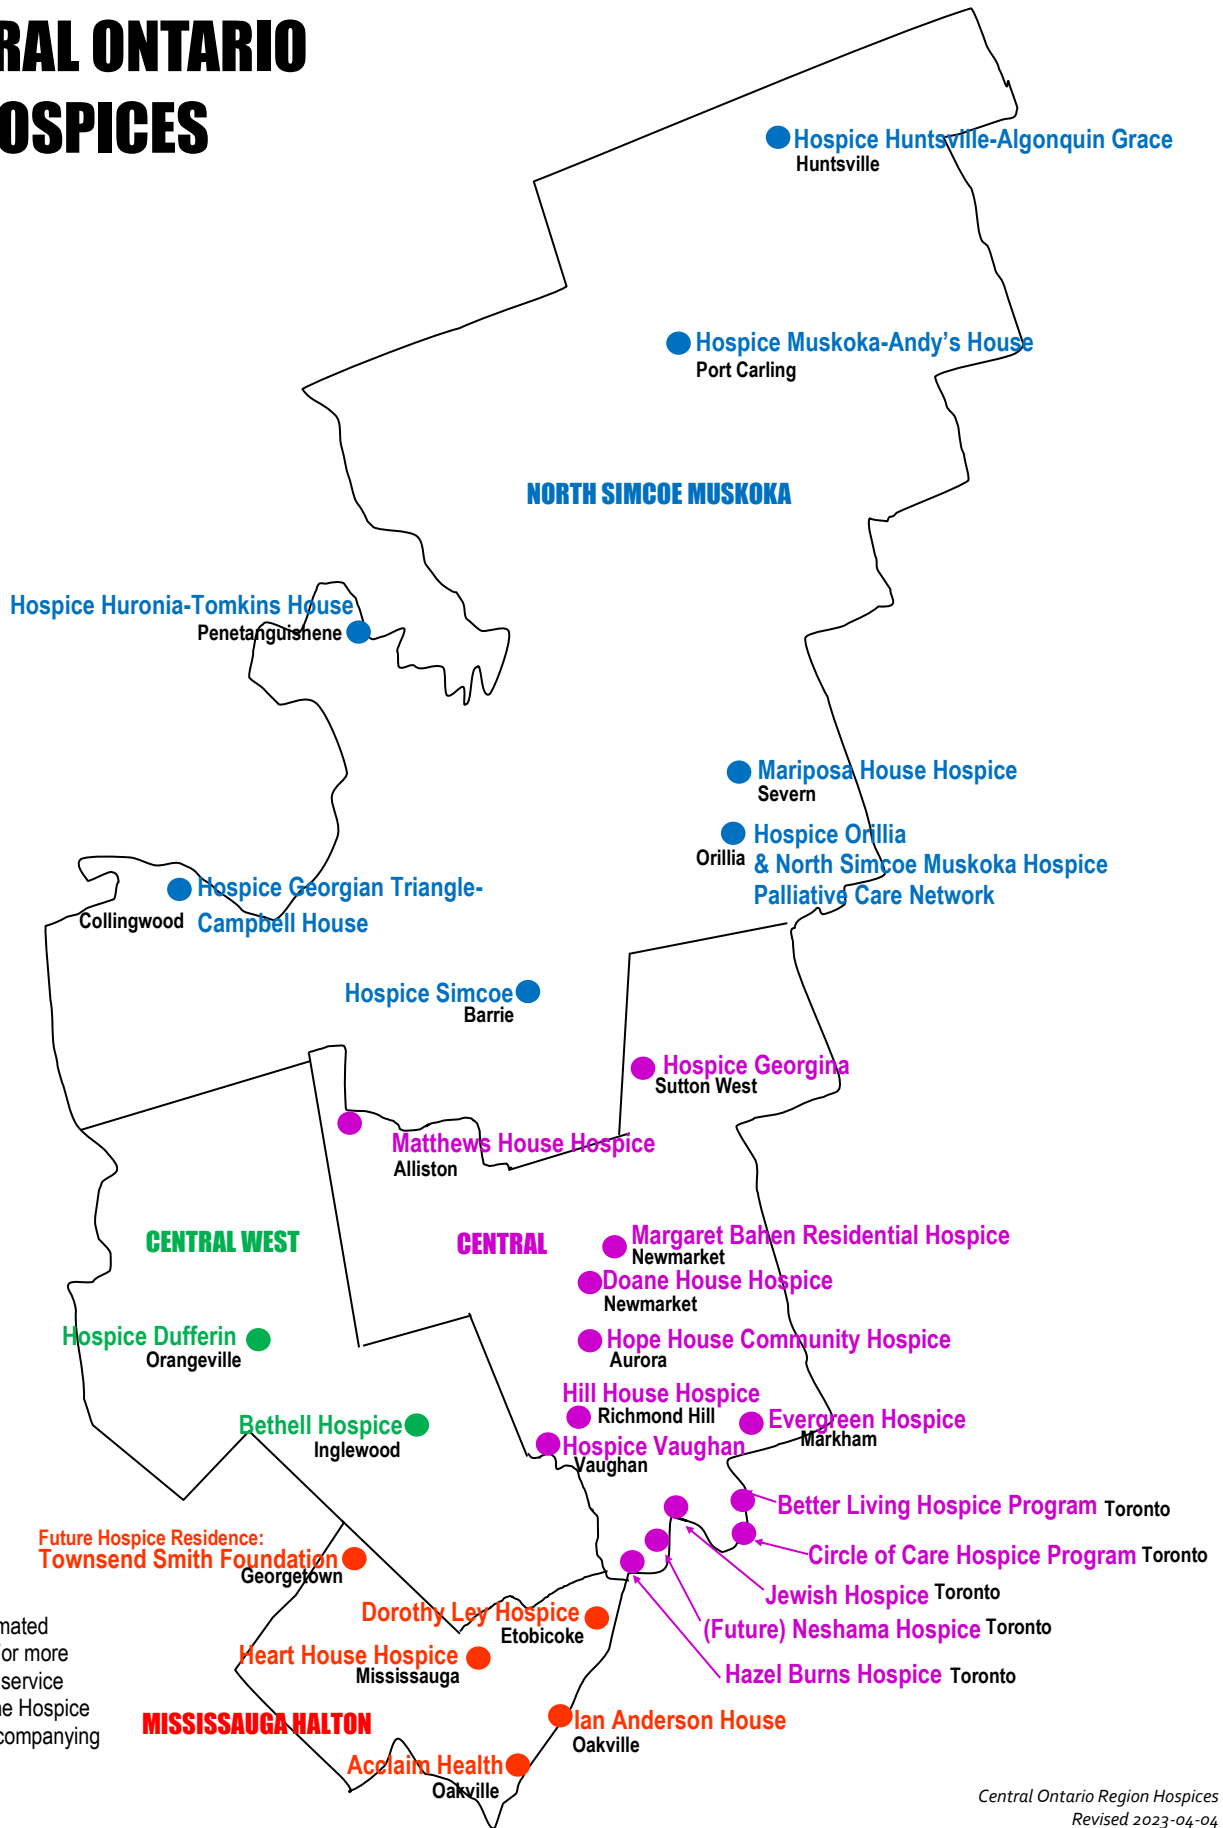 RAL ONTARIO
OSPICES
Hospice Huntsville-Algonquin Grace
Huntsville
Hospice Muskoka-Andy's House
Port Carling
NORTH SIMCOE MUSKOKA
Hospice Huronia-Tomkins House
Penetanguishene
Mariposa House Hospice
Severn
Hospice Orillia
Orillia
& North Simcoe Muskoka Hospice
Palliative Care Network
Hospice Georgian Triangle-
Collingwood
Campbell House
Hospice Simcoe
Barrie
Hospice Georgina
Sutton West
Matthews House Hospice
Alliston
CENTRAL WEST
CENTRAL
Margaret Bahen Residential Hospice
Newmarket
Doane House Hospice
Newmarket
Hospice Dufferin
Orangeville
Hope House Community Hospice
Aurora
Hill House Hospice
Richmond Hill
Bethell Hospice
Inglewood
Evergreen Hospice
Markham
Hospice Vaughan
Vaughan
Better Living Hospice Program Toronto
Circle of Care Hospice Program Toronto
Jewish Hospice Toronto
(Future) Neshama Hospice Toronto
Hazel Burns Hospice Toronto
Future Hospice Residence:
Townsend Smith Foundation
Georgetown
Dorothy Ley Hospice
Etobicoke
Heart House Hospice
Mississauga
MISSISSAUGA HALTON
Ian Anderson House
Oakville
Acclaim Health
Oakville
mated
or more
service
ne Hospice
companying
Central Ontario Region Hospices
Revised 2023-04-04